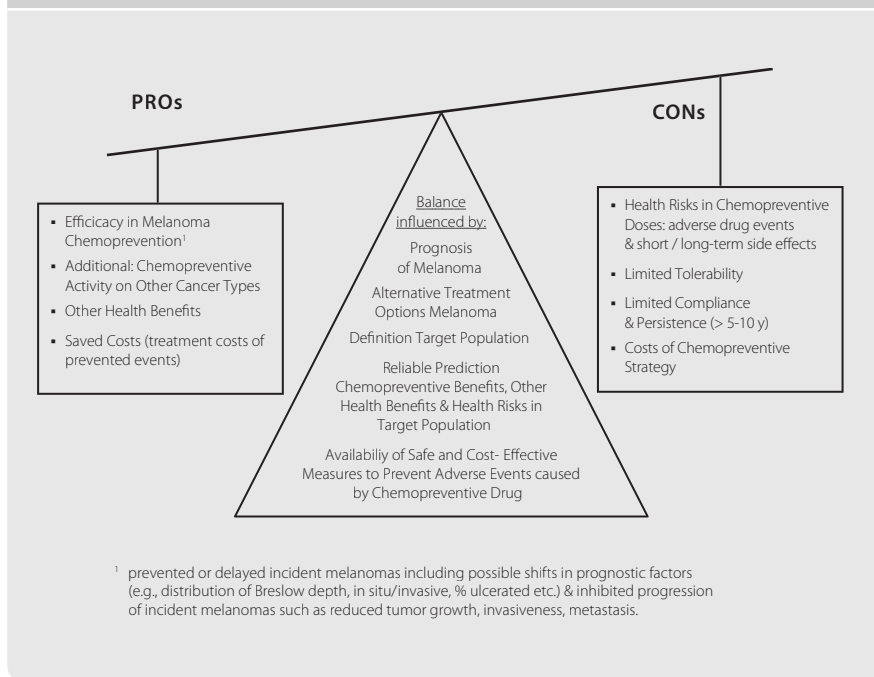 PROs
CONs
▪ Efficicacy in Melanoma
Chemoprevention¹
▪ Additional: Chemopreventive
Activity on Other Cancer Types
▪ Other Health Benefits
▪ Saved Costs (treatment costs of
prevented events)
Balance
influenced by:
Prognosis
of Melanoma
Alternative Treatment
Options Melanoma
Definition Target Population
Reliable Prediction
Chemopreventive Benefits, Other
Health Benefits & Health Risks in
Target Population
Availabiliy of Safe and Cost- Effective
Measures to Prevent Adverse Events caused
by Chemopreventive Drug
▪ Health Risks in Chemopreventive
Doses: adverse drug events
& short / long-term side effects
▪ Limited Tolerability
▪ Limited Compliance
& Persistence (> 5-10 y)
▪ Costs of Chemopreventive
Strategy
¹ prevented or delayed incident melanomas including possible shifts in prognostic factors
(e.g., distribution of Breslow depth, in situ/invasive, % ulcerated etc.) & inhibited progression
of incident melanomas such as reduced tumor growth, invasiveness, metastasis.